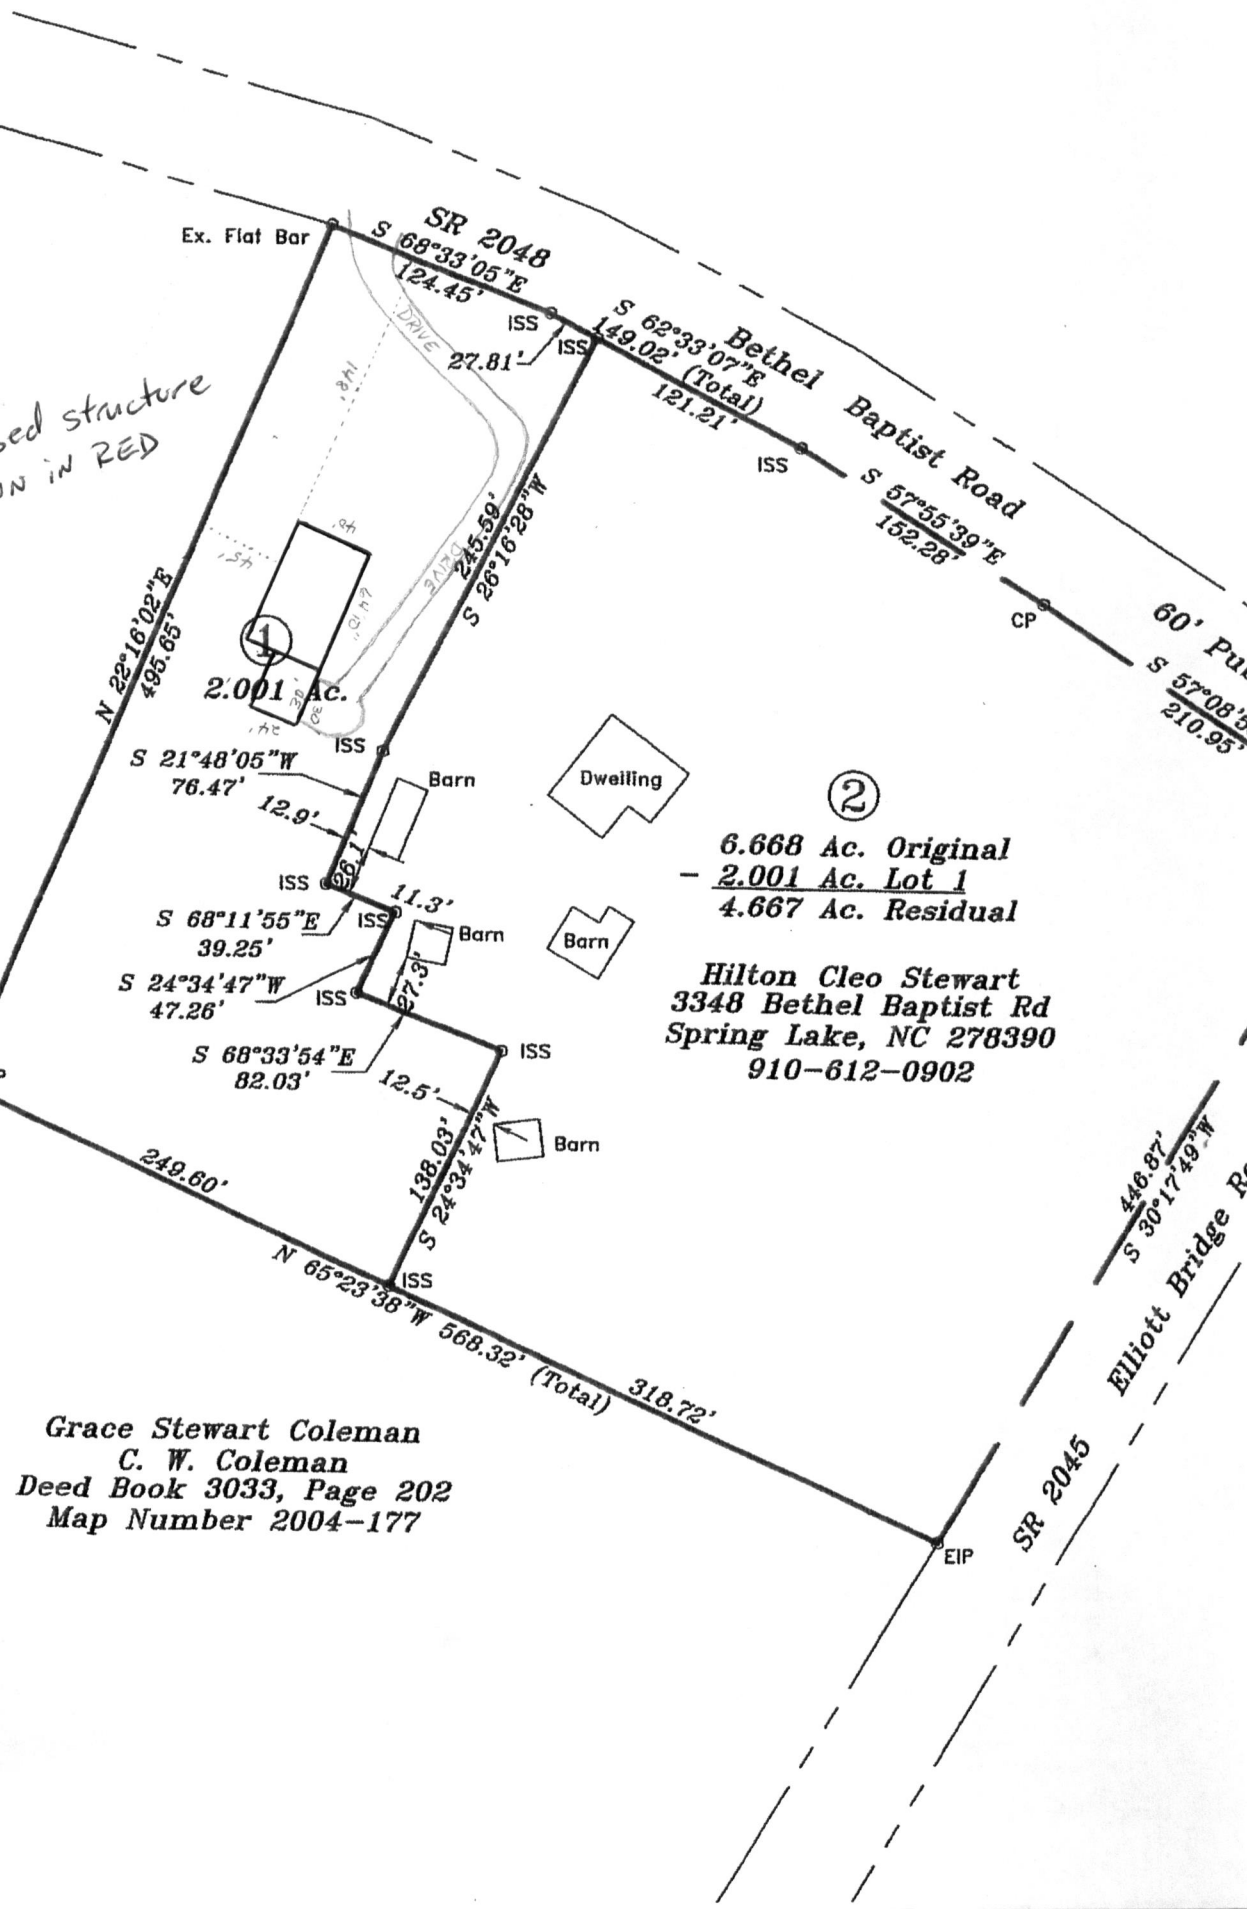 Ex. Flat Bar
SR 2048
S 68°33'05"E
124.45'
ISS
27.81'
ISS
S 62°33'07"E
149.02' (Total)
121.21'
ISS
Bethel Baptist Road
S 57°55'39"E
152.28'
CP
60'
S 57°08'5
210.95'
structure
IN RED
DRIVE
148'
45'
40'
64'10"
DRIVE
245.59'
S 26°16'28"W
N 22°16'02"E
495.65'
1
2.001 Ac.
30'
30
24'
ISS
S 21°48'05"W
76.47'
12.9'
26.1'
Barn
Dwelling
2
6.668 Ac. Original
- 2.001 Ac. Lot 1
4.667 Ac. Residual
ISS
11.3'
ISS
S 68°11'55"E
39.25'
Barn
Barn
S 24°34'47"W
47.26'
ISS
27.3'
Hilton Cleo Stewart
3348 Bethel Baptist Rd
Spring Lake, NC 278390
910-612-0902
S 68°33'54"E
82.03'
ISS
12.5'
138.03'
S 24°34'47"W
Barn
249.60'
446.87'
S 30°17'49"W
N 65°23'38"W 568.32' (Total)
ISS
318.72'
Elliott Bridge
SR 2045
EIP
Grace Stewart Coleman
C. W. Coleman
Deed Book 3033, Page 202
Map Number 2004-177